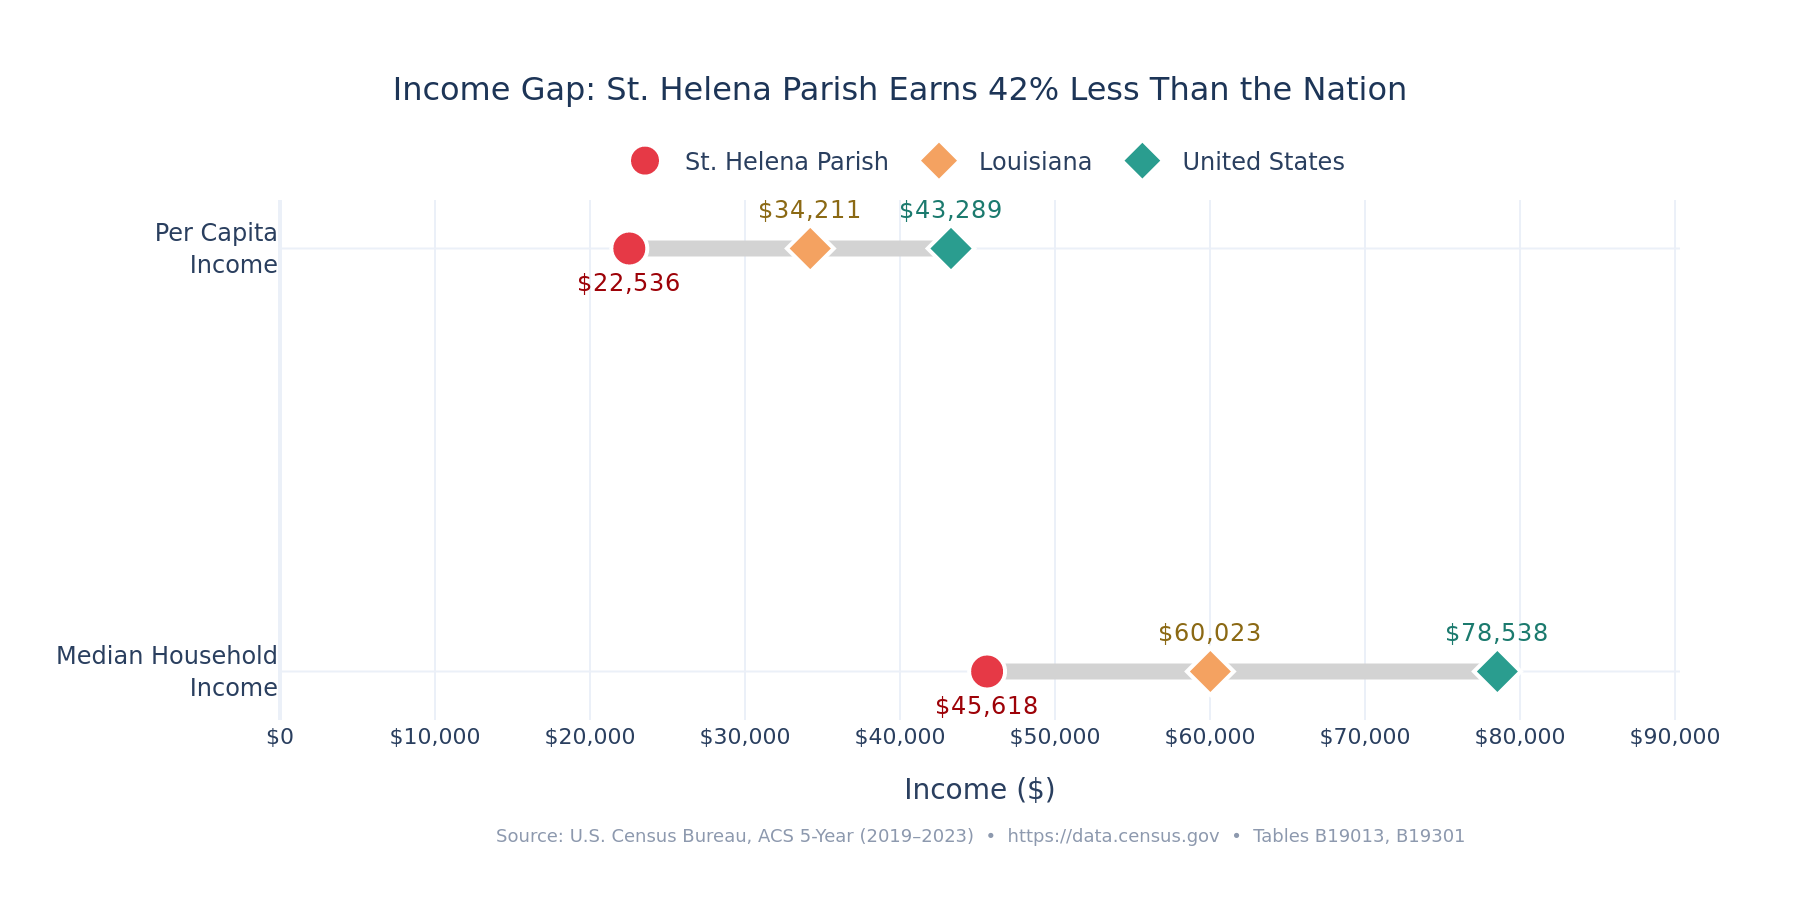 Income Gap: St. Helena Parish Earns 42% Less Than the Nation
St. Helena Parish
Louisiana
United States
Per Capita
Income
$34,211
$43,289
$22,536
Median Household
Income
$60,023
$78,538
$45,618
$0
$10,000
$20,000
$30,000
$40,000
$50,000
$60,000
$70,000
$80,000
$90,000
Income ($)
Source: U.S. Census Bureau, ACS 5-Year (2019–2023) • https://data.census.gov • Tables B19013, B19301